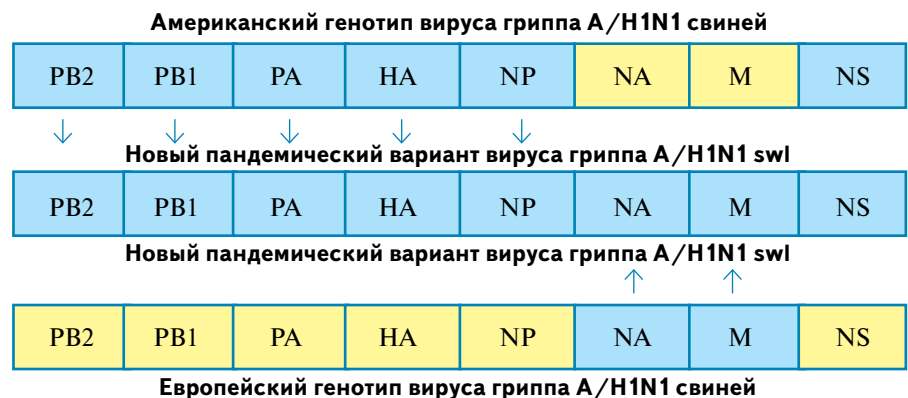 Американский генотип вируса гриппа А/H1N1 свиней
PB2 PB1 PA HA NP NA M NS
Новый пандемический вариант вируса гриппа А/H1N1 swl
PB2 PB1 PA HA NP NA M NS
Новый пандемический вариант вируса гриппа А/H1N1 swl
PB2 PB1 PA HA NP NA M NS
Европейский генотип вируса гриппа А/H1N1 свиней